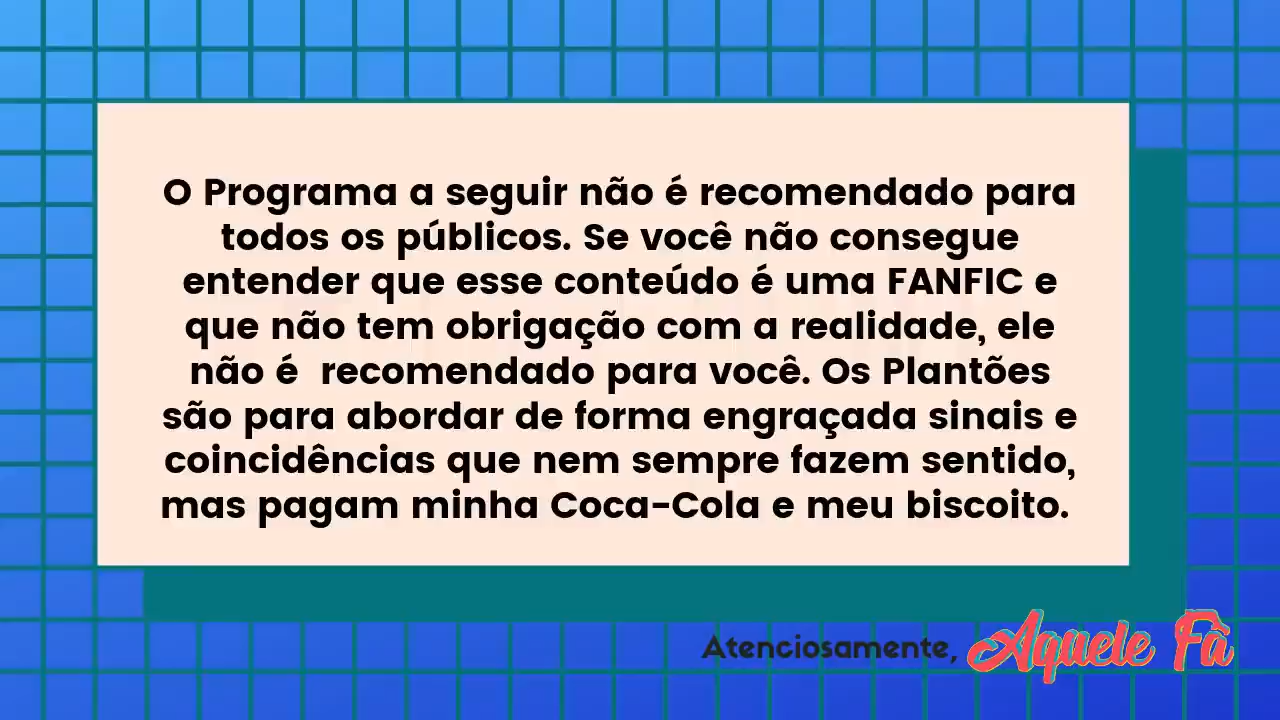 O Programa a seguir não é recomendado para
todos os públicos. Se você não consegue
entender que esse conteúdo é uma FANFIC e
que não tem obrigação com a realidade, ele
não é  recomendado para você. Os Plantões
são para abordar de forma engraçada sinais e
coincidências que nem sempre fazem sentido,
mas pagam minha Coca-Cola e meu biscoito.
Atenciosamente, Aquele Fã